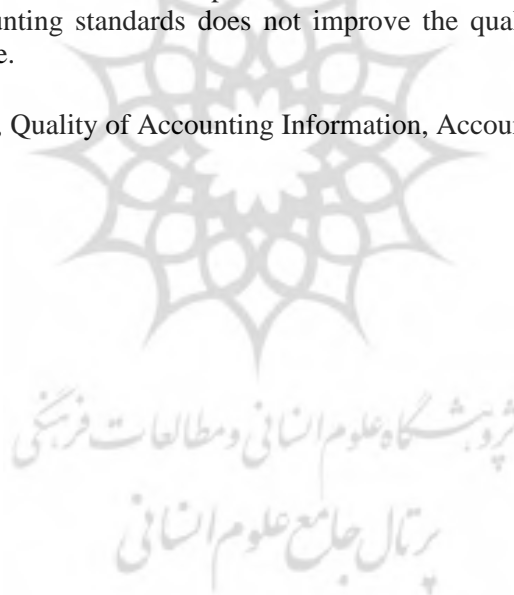 unting standards does not improve the qual
e.
, Quality of Accounting Information, Accoun
پژوهشگاه علوم انسانی و مطالعات فرهنگی
پرتال جامع علوم انسانی